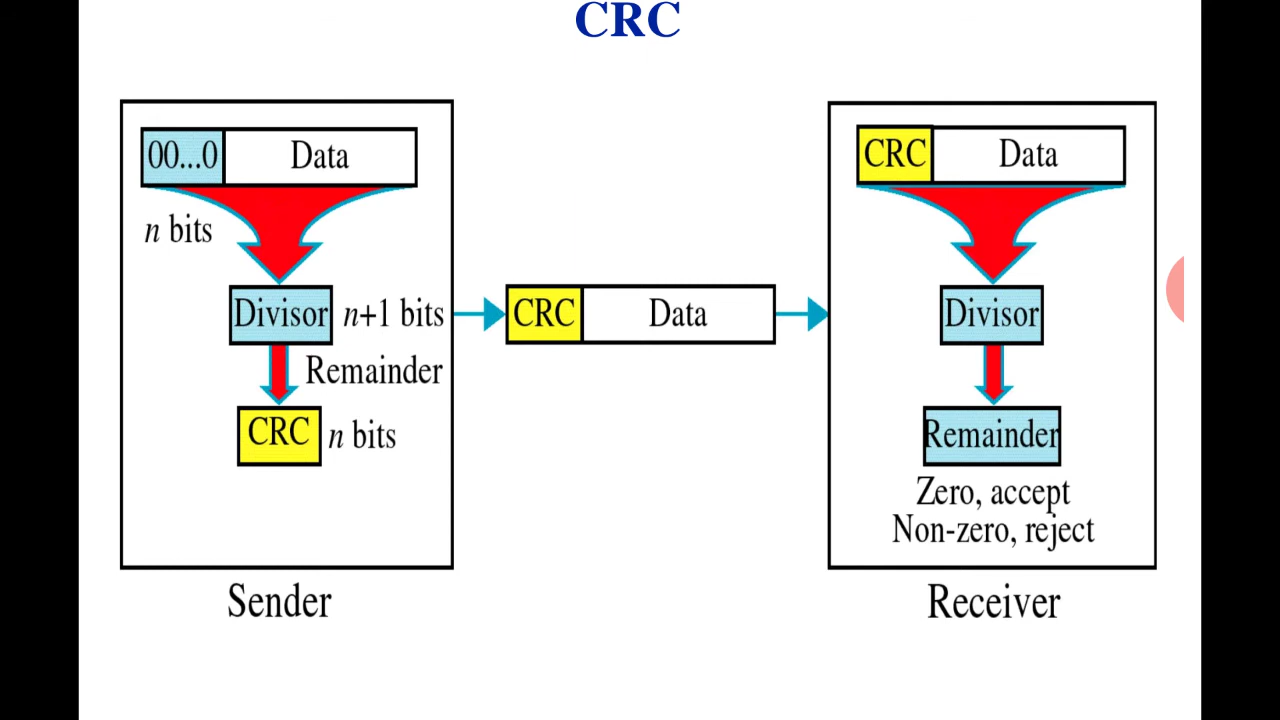 CRC
00...0 Data
n bits
Divisor n+1 bits
Remainder
CRC n bits
Sender
CRC Data
CRC Data
Divisor
Remainder
Zero, accept
Non-zero, reject
Receiver